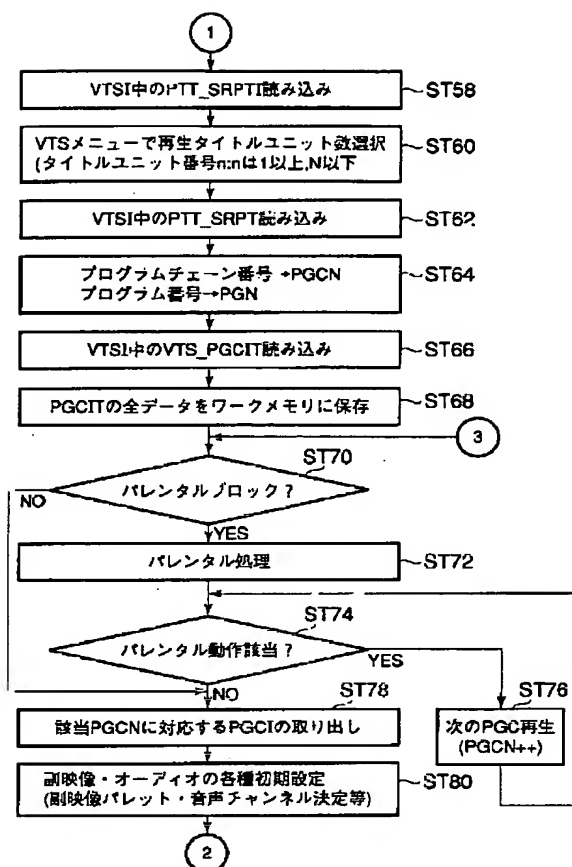 1
VTSI中のPTT_SRPTI読み込み
ST58
VTSメニューで再生タイトルユニット数選択
(タイトルユニット番号n:nは1以上,N以下
ST60
VTSI中のPTT_SRPT読み込み
ST62
プログラムチェーン番号→PGCN
プログラム番号→PGN
ST64
VTSI中のVTS_PGCIT読み込み
ST66
PGCITの全データをワークメモリに保存
ST68
3
ST70
パレンタルブロック?
NO
YES
パレンタル処理
ST72
ST74
パレンタル動作該当?
YES
NO
ST78
該当PGCNに対応するPGCIの取り出し
ST76
次のPGC再生
(PGCN++)
副映像・オーディオの各種初期設定
(副映像パレット・音声チャンネル決定等)
ST80
2